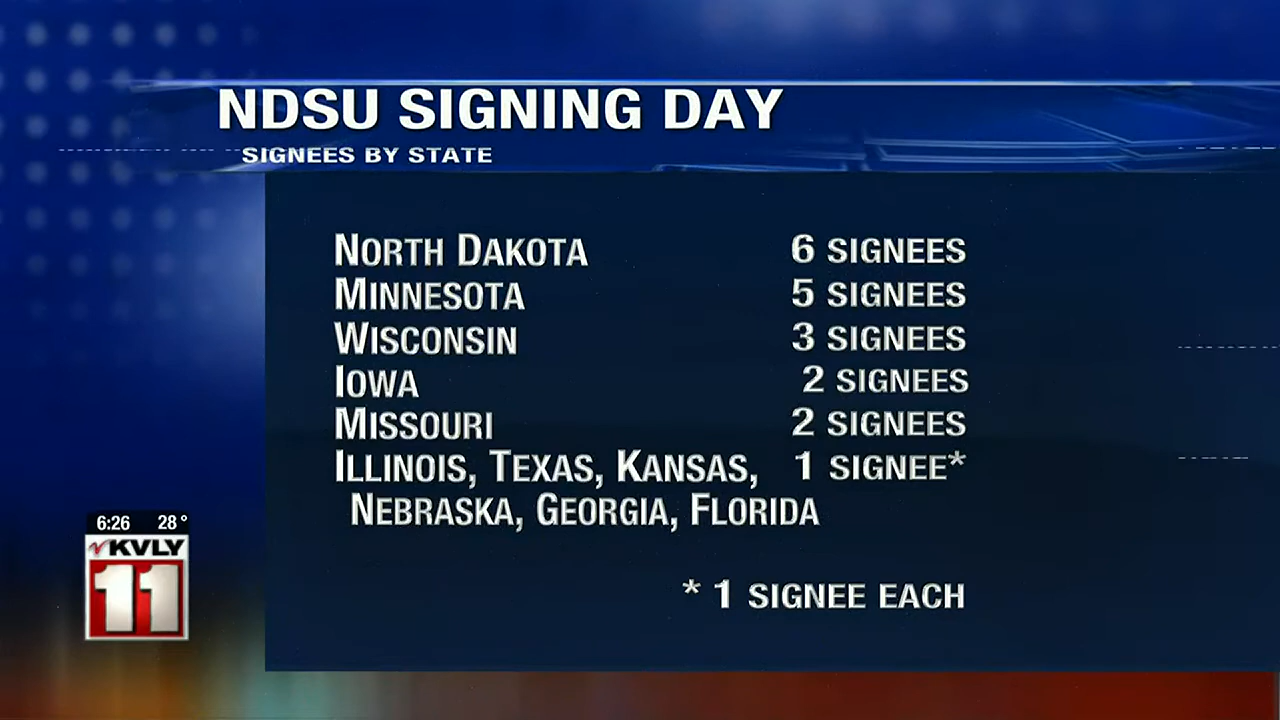 NDSU SIGNING DAY
SIGNEES BY STATE
NORTH DAKOTA 6 SIGNEES
MINNESOTA 5 SIGNEES
WISCONSIN 3 SIGNEES
IOWA 2 SIGNEES
MISSOURI 2 SIGNEES
ILLINOIS, TEXAS, KANSAS, 1 SIGNEE*
NEBRASKA, GEORGIA, FLORIDA
* 1 SIGNEE EACH
6:26 28°
KVLY
11